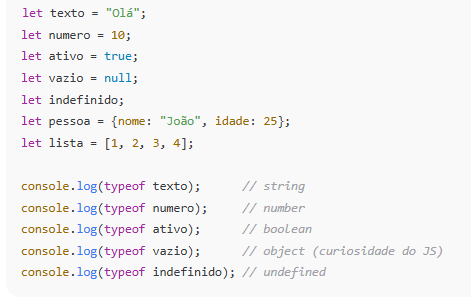 let texto = "Olá";
let numero = 10;
let ativo = true;
let vazio = null;
let indefinido;
let pessoa = {nome: "João", idade: 25};
let lista = [1, 2, 3, 4];

console.log(typeof texto);      // string
console.log(typeof numero);     // number
console.log(typeof ativo);      // boolean
console.log(typeof vazio);      // object (curiosidade do JS)
console.log(typeof indefinido); // undefined